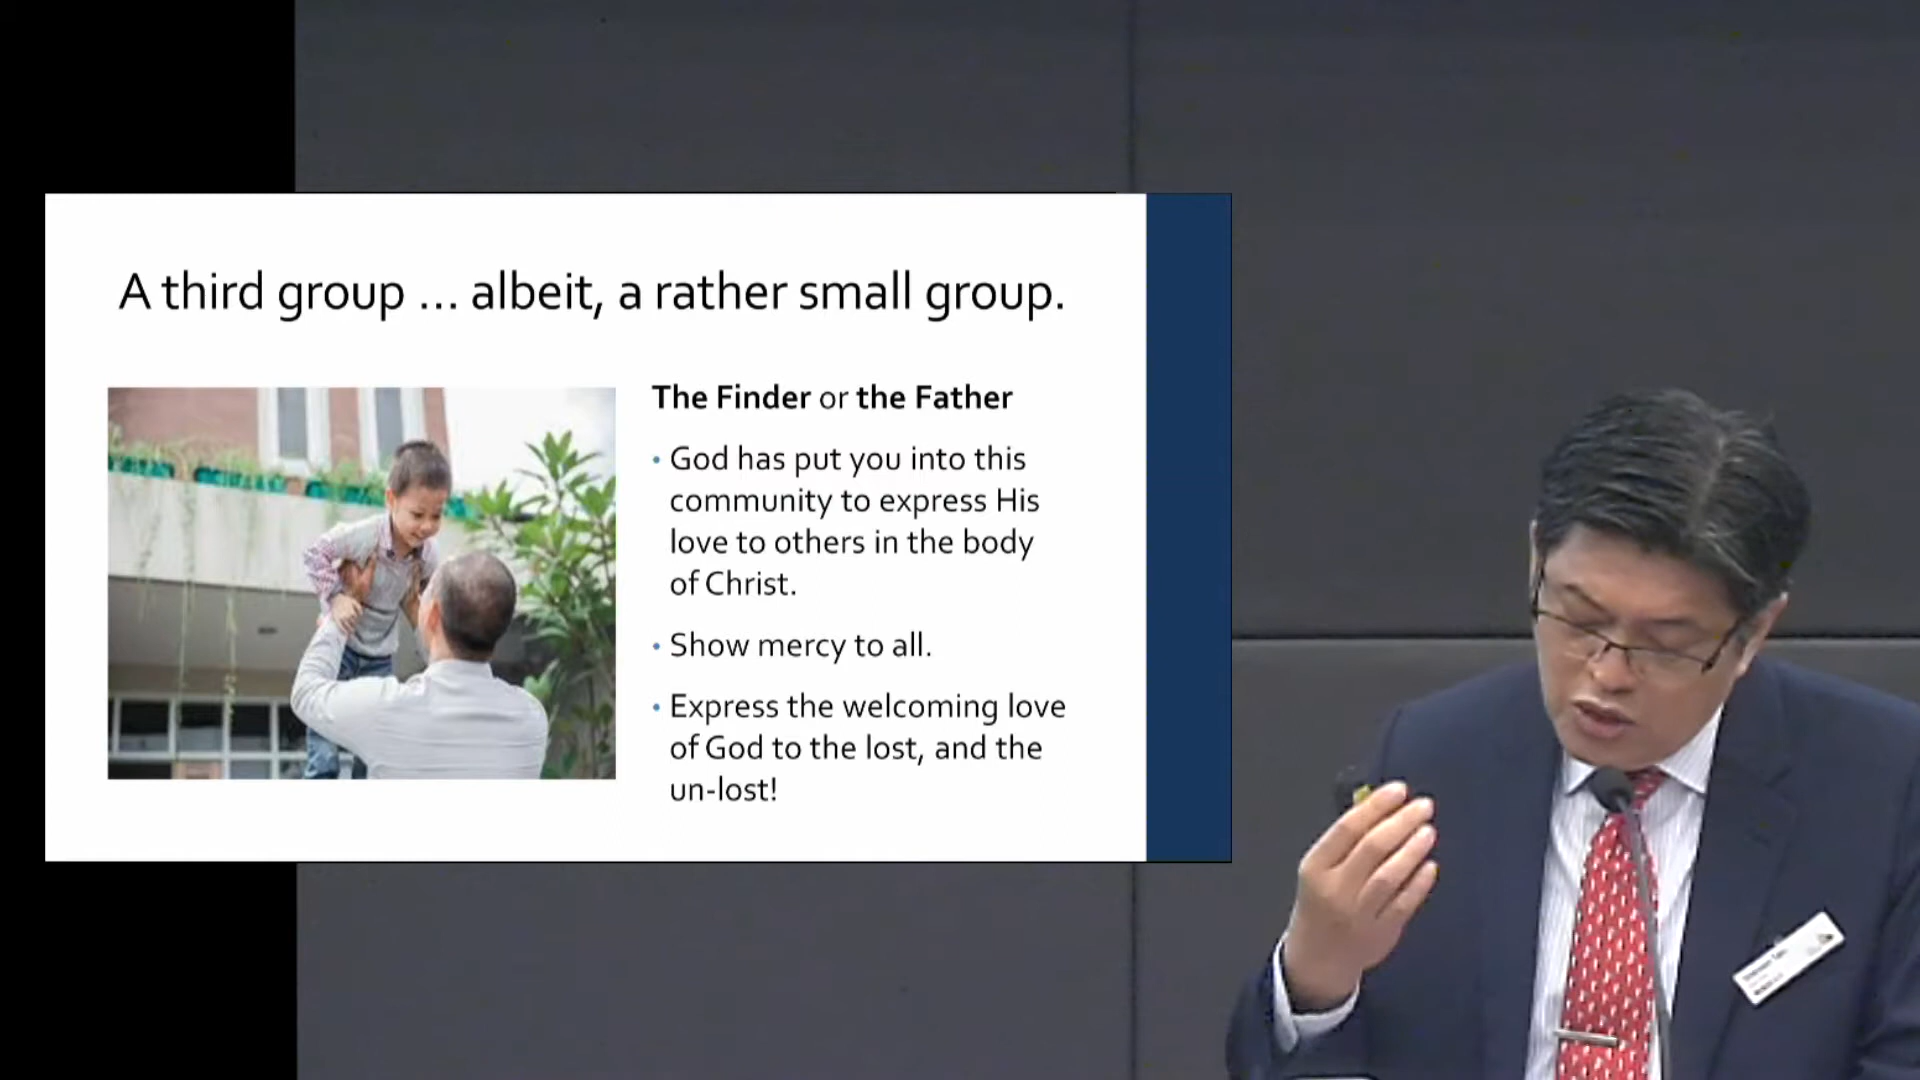 A third group ... albeit, a rather small group.
The Finder or the Father
• God has put you into this
community to express His
love to others in the body
of Christ.
• Show mercy to all.
• Express the welcoming love
of God to the lost, and the
un-lost!